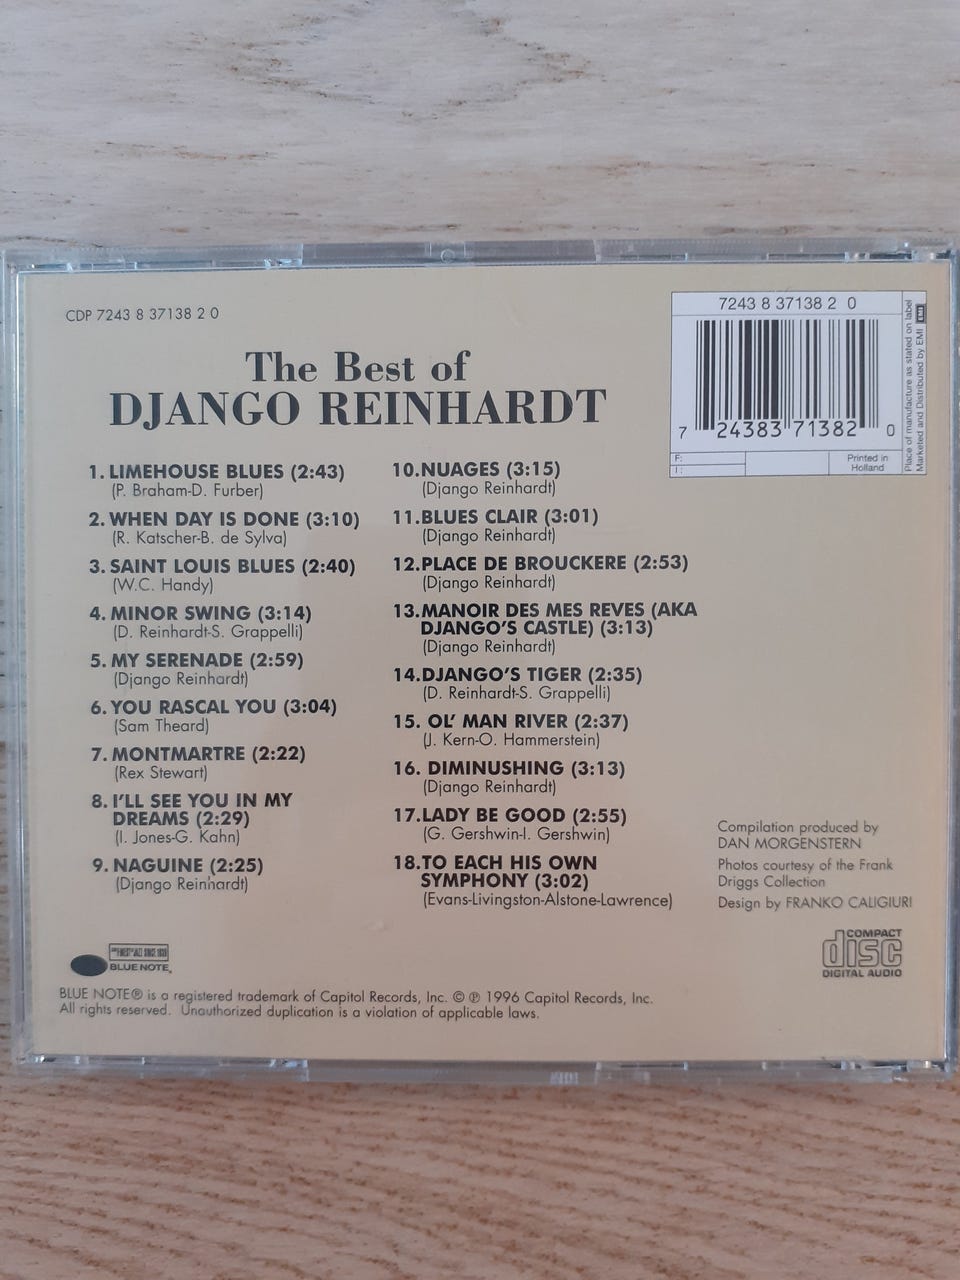 CDP 7243 8 37138 2 0
7243 8 37138 2 0
7 24383 71382 0
F:
I:
Printed in
Holland
Place of manufacture as stated on label
Marketed and Distributed by EMI EMI
The Best of
DJANGO REINHARDT
1. LIMEHOUSE BLUES (2:43)
(P. Braham-D. Furber)
2. WHEN DAY IS DONE (3:10)
(R. Katscher-B. de Sylva)
3. SAINT LOUIS BLUES (2:40)
(W.C. Handy)
4. MINOR SWING (3:14)
(D. Reinhardt-S. Grappelli)
5. MY SERENADE (2:59)
(Django Reinhardt)
6. YOU RASCAL YOU (3:04)
(Sam Theard)
7. MONTMARTRE (2:22)
(Rex Stewart)
8. I'LL SEE YOU IN MY
DREAMS (2:29)
(I. Jones-G. Kahn)
9. NAGUINE (2:25)
(Django Reinhardt)
10. NUAGES (3:15)
(Django Reinhardt)
11. BLUES CLAIR (3:01)
(Django Reinhardt)
12. PLACE DE BROUCKERE (2:53)
(Django Reinhardt)
13. MANOIR DES MES REVES (AKA
DJANGO'S CASTLE) (3:13)
(Django Reinhardt)
14. DJANGO'S TIGER (2:35)
(D. Reinhardt-S. Grappelli)
15. OL' MAN RIVER (2:37)
(J. Kern-O. Hammerstein)
16. DIMINUSHING (3:13)
(Django Reinhardt)
17. LADY BE GOOD (2:55)
(G. Gershwin-I. Gershwin)
18. TO EACH HIS OWN
SYMPHONY (3:02)
(Evans-Livingston-Alstone-Lawrence)
Compilation produced by
DAN MORGENSTERN
Photos courtesy of the Frank
Driggs Collection
Design by FRANKO CALIGIURI
COMPACT
disc
DIGITAL AUDIO
BLUE NOTE
BLUE NOTE® is a registered trademark of Capitol Records, Inc. © ℗ 1996 Capitol Records, Inc.
All rights reserved. Unauthorized duplication is a violation of applicable laws.